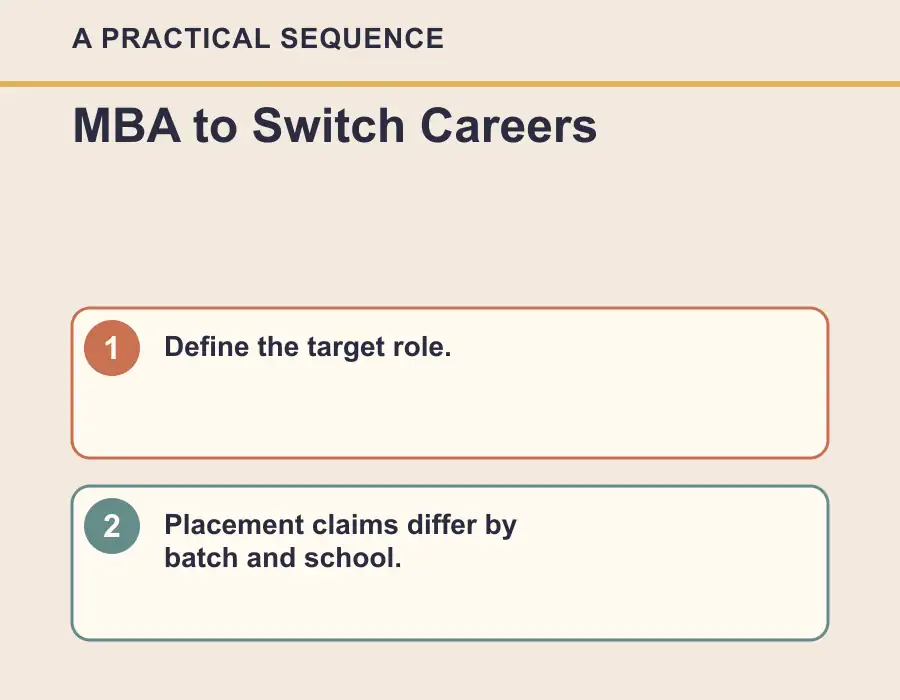 A PRACTICAL SEQUENCE
MBA to Switch Careers
1
Define the target role.
2
Placement claims differ by
batch and school.